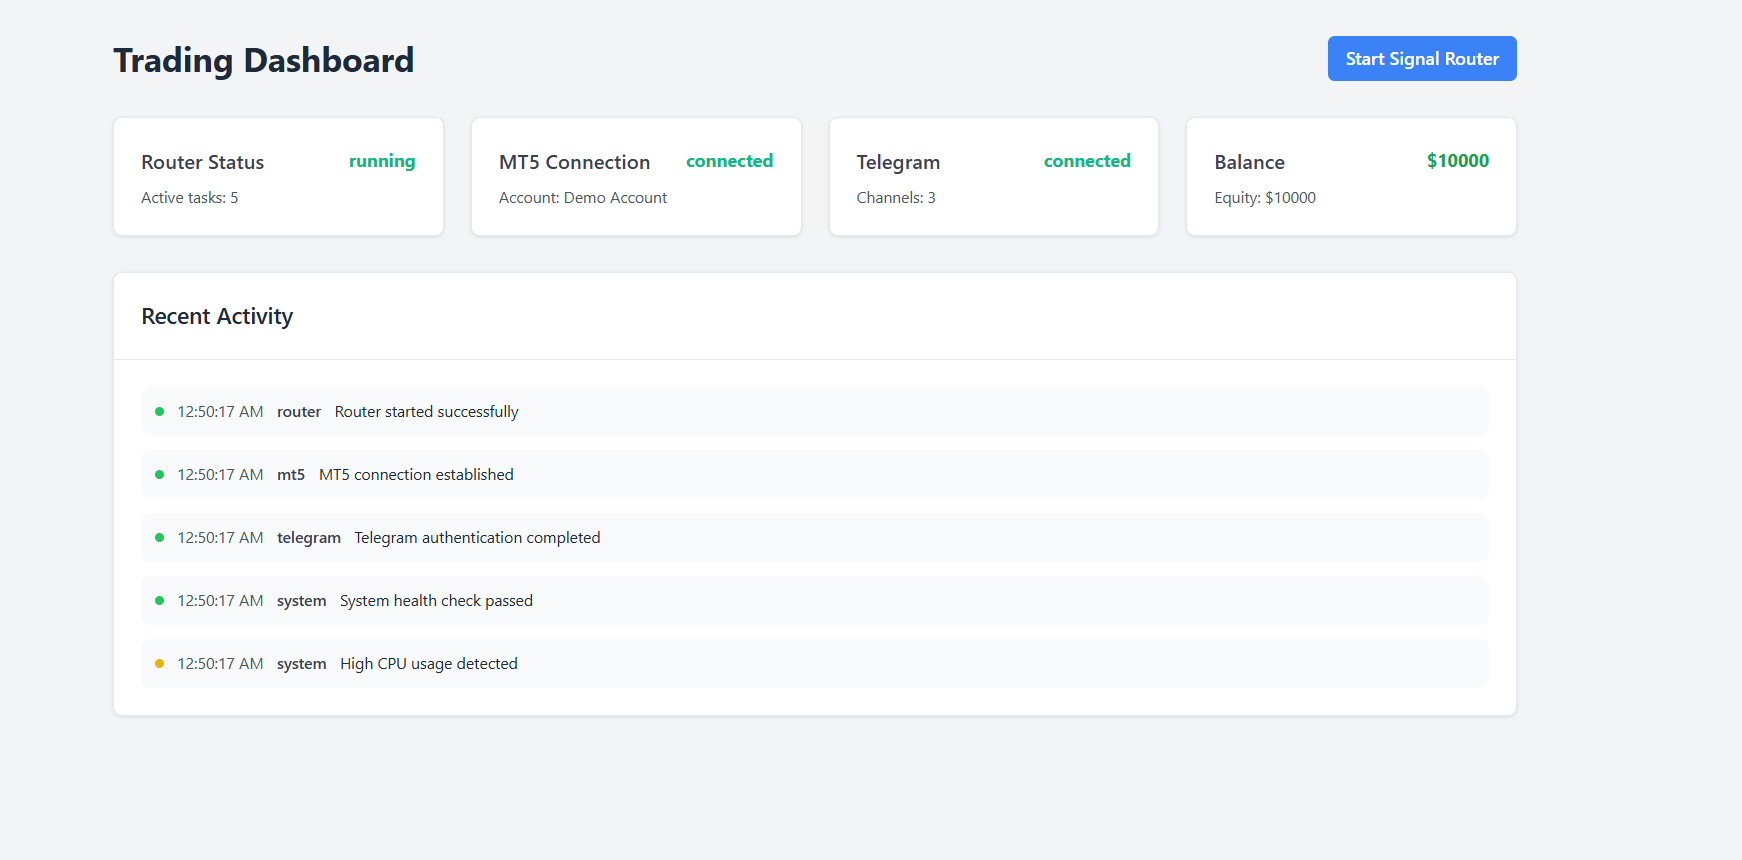 Trading Dashboard
Start Signal Router
Router Status running
Active tasks: 5
MT5 Connection connected
Account: Demo Account
Telegram connected
Channels: 3
Balance $10000
Equity: $10000
Recent Activity
12:50:17 AM router Router started successfully
12:50:17 AM mt5 MT5 connection established
12:50:17 AM telegram Telegram authentication completed
12:50:17 AM system System health check passed
12:50:17 AM system High CPU usage detected